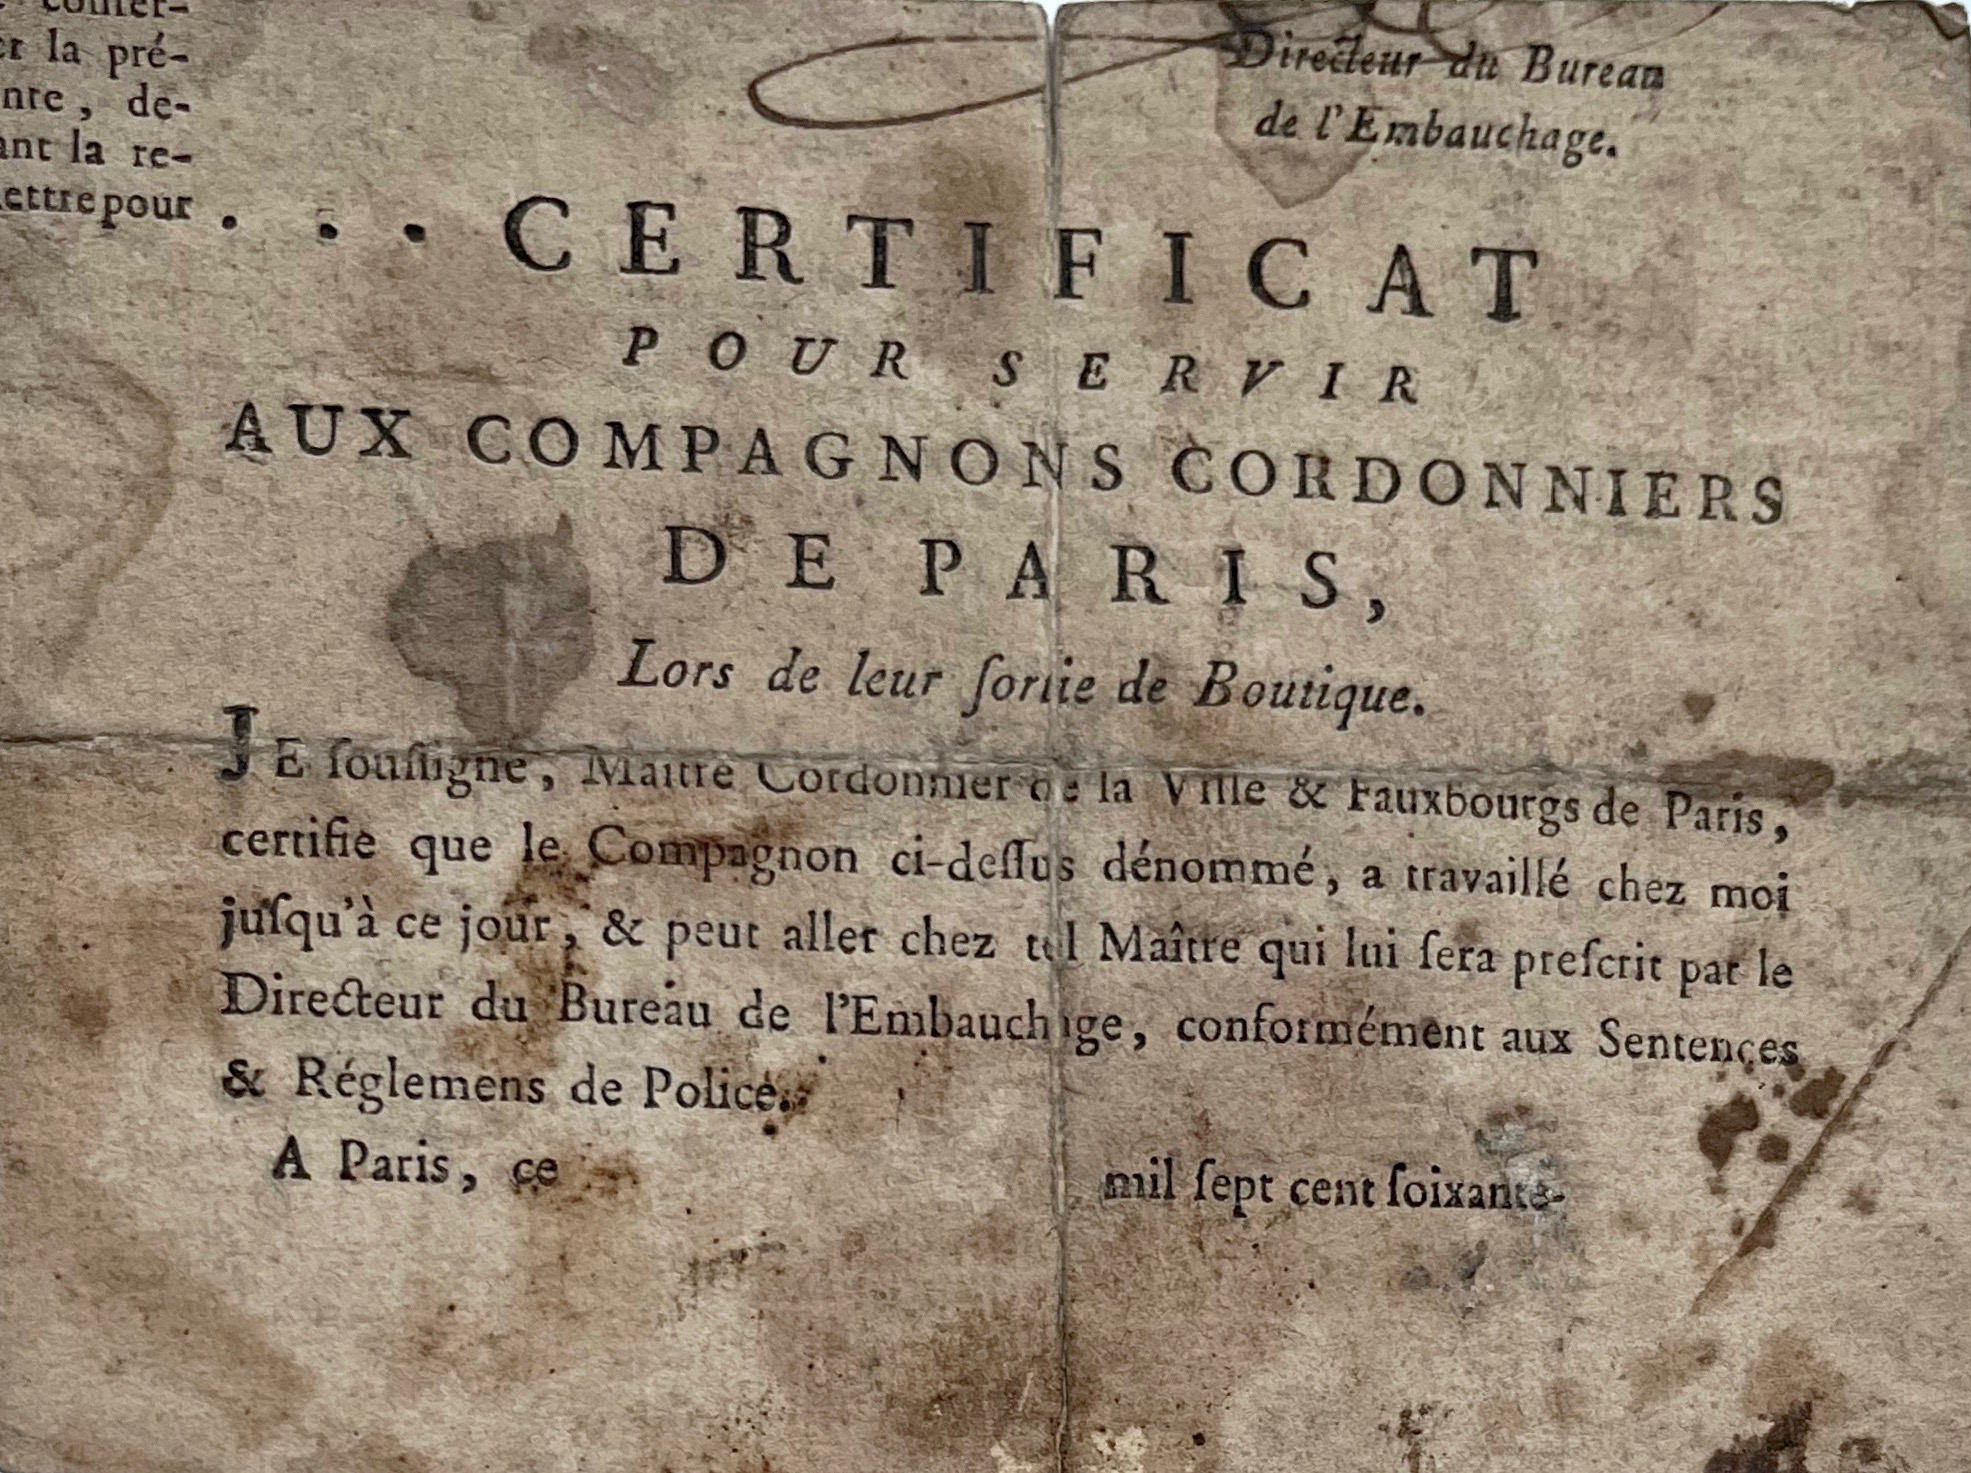 confer-
er la pré-
nte, de-
ant la re-
mettre pour . . .
Directeur du Bureau
de l'Embauchage.
CERTIFICAT
POUR SERVIR
AUX COMPAGNONS CORDONNIERS
DE PARIS,
Lors de leur ſortie de Boutique.
JE ſouſſigné, Maître Cordonnier de la Ville & Fauxbourgs de Paris,
certifie que le Compagnon ci-deſſus dénommé, a travaillé chez moi
juſqu'à ce jour, & peut aller chez tel Maître qui lui ſera preſcrit par le
Directeur du Bureau de l'Embauchage, conformément aux Sentences
& Réglemens de Police.
A Paris, ce mil ſept cent ſoixante-